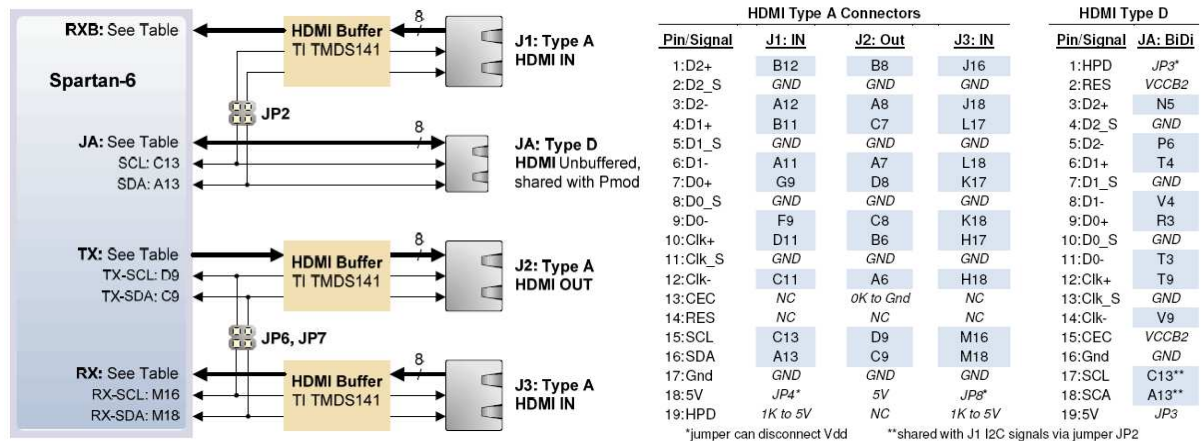 RXB: See Table
HDMI Buffer
TI TMDS141
8
J1: Type A
HDMI IN
Spartan-6
JP2
JA: See Table
8
JA: Type D
HDMI Unbuffered,
shared with Pmod
SCL: C13
SDA: A13
TX: See Table
HDMI Buffer
TI TMDS141
8
J2: Type A
HDMI OUT
TX-SCL: D9
TX-SDA: C9
JP6, JP7
RX: See Table
HDMI Buffer
TI TMDS141
8
J3: Type A
HDMI IN
RX-SCL: M16
RX-SDA: M18
HDMI Type A Connectors
Pin/Signal J1: IN J2: Out J3: IN
1:D2+ B12 B8 J16
2:D2_S GND GND GND
3:D2- A12 A8 J18
4:D1+ B11 C7 L17
5:D1_S GND GND GND
6:D1- A11 A7 L18
7:D0+ G9 D8 K17
8:D0_S GND GND GND
9:D0- F9 C8 K18
10:Clk+ D11 B6 H17
11:Clk_S GND GND GND
12:Clk- C11 A6 H18
13:CEC NC 0K to Gnd NC
14:RES NC NC NC
15:SCL C13 D9 M16
16:SDA A13 C9 M18
17:Gnd GND GND GND
18:5V JP4* 5V JP8*
19:HPD 1K to 5V NC 1K to 5V
HDMI Type D
Pin/Signal JA: BiDi
1:HPD JP3*
2:RES VCCB2
3:D2+ N5
4:D2_S GND
5:D2- P6
6:D1+ T4
7:D1_S GND
8:D1- V4
9:D0+ R3
10:D0_S GND
11:D0- T3
12:Clk+ T9
13:Clk_S GND
14:Clk- V9
15:CEC VCCB2
16:Gnd GND
17:SCL C13**
18:SCA A13**
19:5V JP3
*jumper can disconnect Vdd **shared with J1 I2C signals via jumper JP2